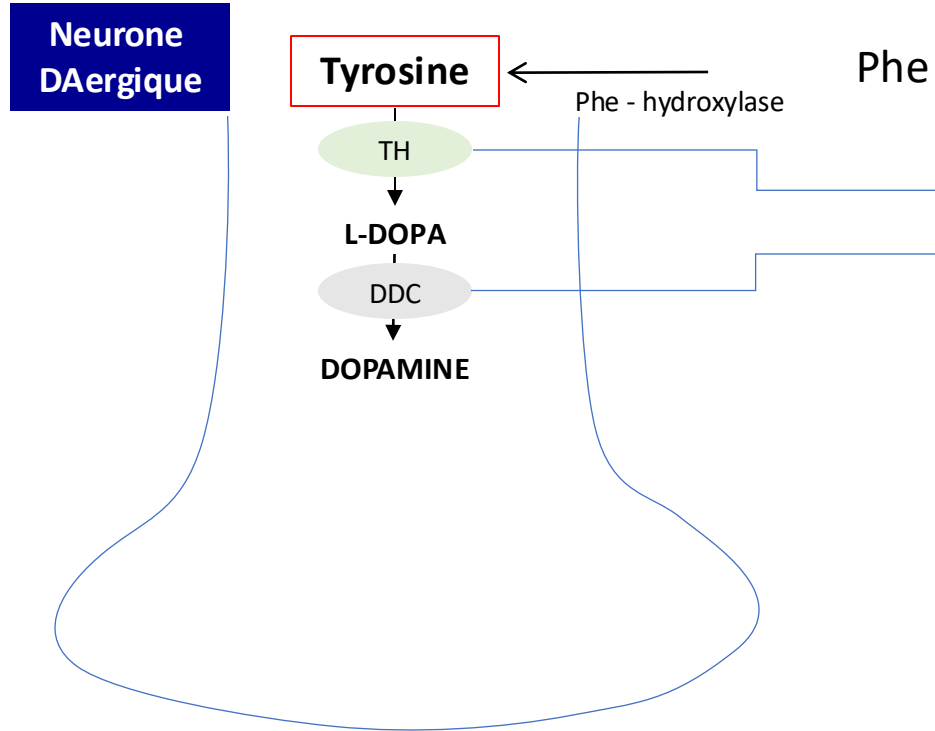 Neurone
DAergique
Tyrosine
Phe
Phe - hydroxylase
TH
L-DOPA
DDC
DOPAMINE